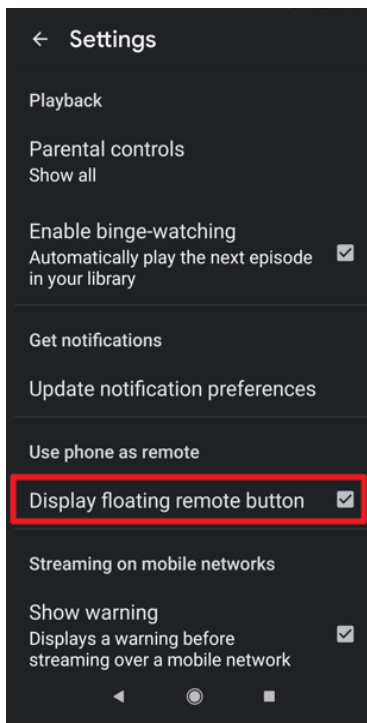 Settings
Playback
Parental controls
Show all
Enable binge-watching
Automatically play the next episode
in your library
Get notifications
Update notification preferences
Use phone as remote
Display floating remote button
Streaming on mobile networks
Show warning
Displays a warning before
streaming over a mobile network